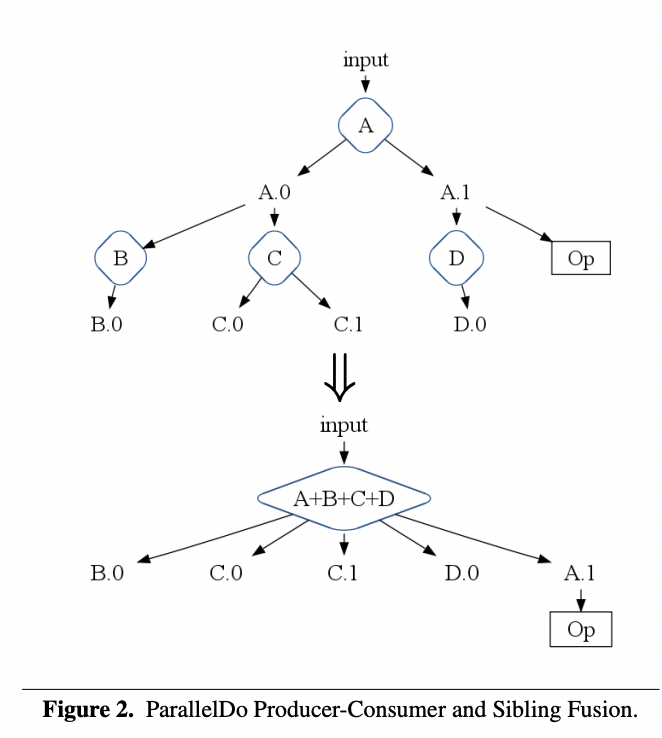 input
A
A.0 A.1
B C D Op
B.0 C.0 C.1 D.0
input
A+B+C+D
B.0 C.0 C.1 D.0 A.1
Op
Figure 2. ParallelDo Producer-Consumer and Sibling Fusion.